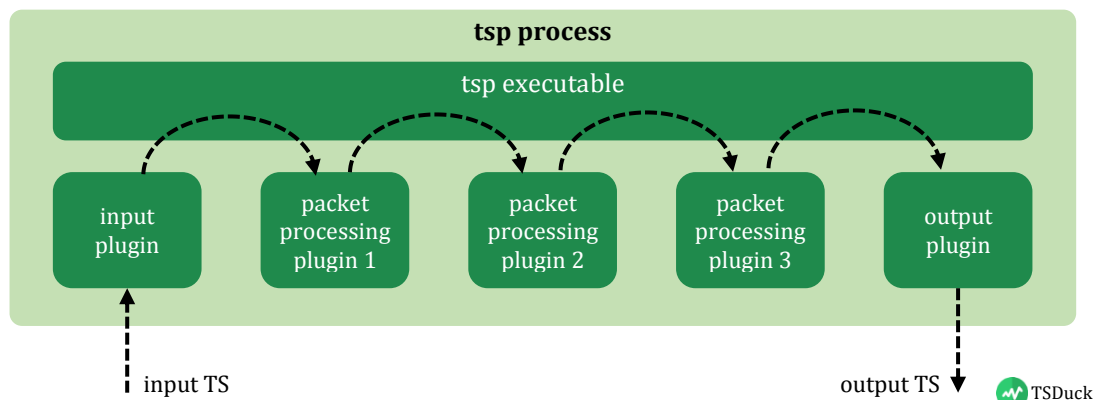 tsp process
tsp executable
input
plugin
packet
processing
plugin 1
packet
processing
plugin 2
packet
processing
plugin 3
output
plugin
input TS
output TS
TSDuck